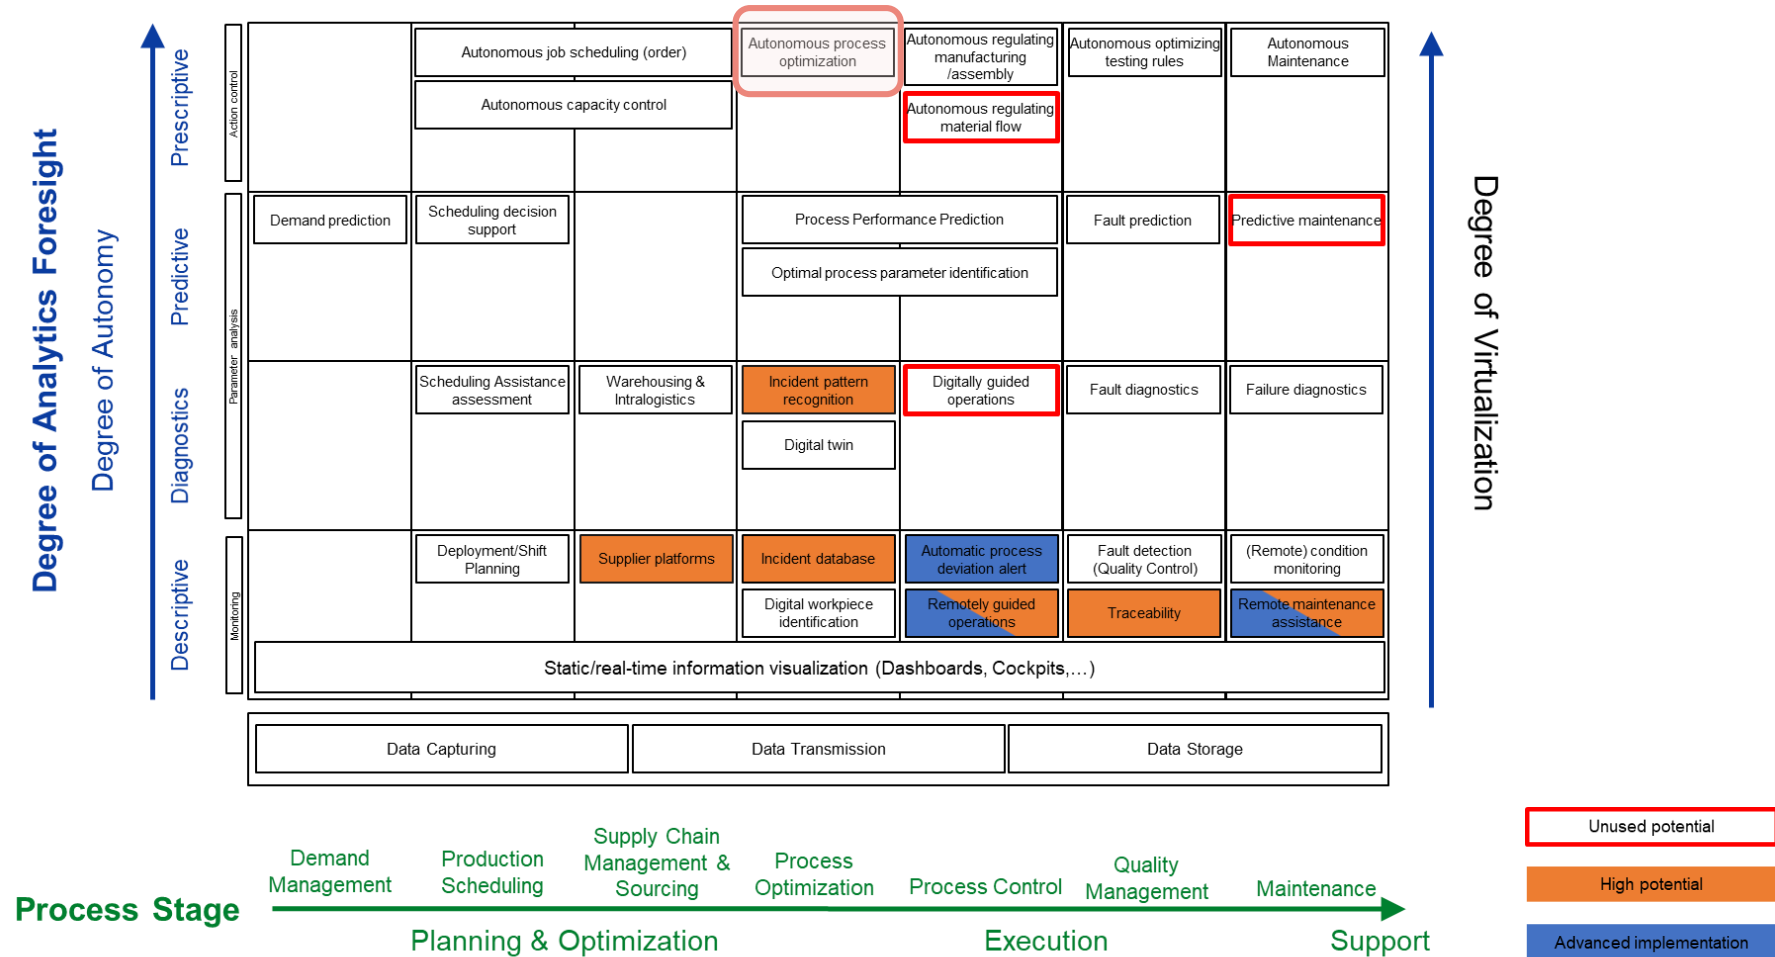 Degree of Analytics Foresight
Degree of Autonomy
Prescriptive
Predictive
Diagnostics
Descriptive
Action control
Parameter analysis
Monitoring
Autonomous job scheduling (order)
Autonomous capacity control
Autonomous process
optimization
Autonomous regulating
manufacturing
/assembly
Autonomous regulating
material flow
Autonomous optimizing
testing rules
Autonomous
Maintenance
Demand prediction
Scheduling decision
support
Process Performance Prediction
Optimal process parameter identification
Fault prediction
Predictive maintenance
Scheduling Assistance
assessment
Warehousing &
Intralogistics
Incident pattern
recognition
Digital twin
Digitally guided
operations
Fault diagnostics
Failure diagnostics
Deployment/Shift
Planning
Supplier platforms
Incident database
Digital workpiece
identification
Automatic process
deviation alert
Remotely guided
operations
Fault detection
(Quality Control)
Traceability
(Remote) condition
monitoring
Remote maintenance
assistance
Static/real-time information visualization (Dashboards, Cockpits,…)
Data Capturing
Data Transmission
Data Storage
Degree of Virtualization
Process Stage
Demand
Management
Production
Scheduling
Supply Chain
Management &
Sourcing
Process
Optimization
Process Control
Quality
Management
Maintenance
Planning & Optimization
Execution
Support
Unused potential
High potential
Advanced implementation